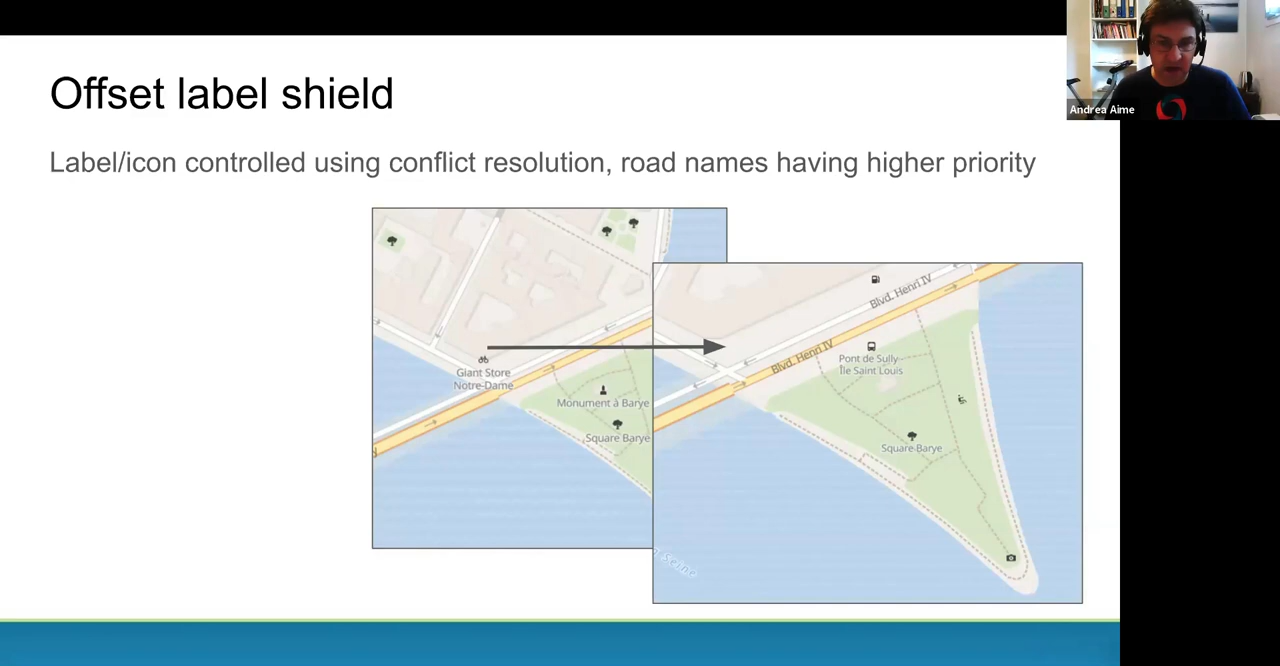 Andrea Aime
Offset label shield
Label/icon controlled using conflict resolution, road names having higher priority
Giant Store
Notre-Dame
Monument à Barye
Square Barye
Blvd. Henri IV
Blvd. Henri IV
Pont de Sully -
Île Saint Louis
Square Barye
Seine